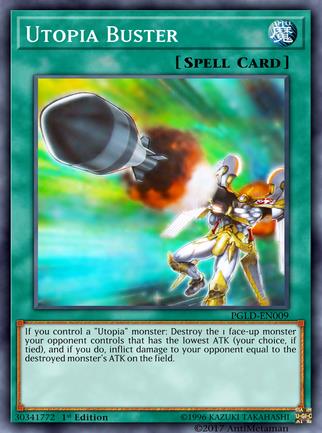 UTOPIA BUSTER
[SPELL CARD]
PGLD-EN009
If you control a "Utopia" monster: Destroy the 1 face-up monster
your opponent controls that has the lowest ATK (your choice, if
tied), and if you do, inflict damage to your opponent equal to the
destroyed monster's ATK on the field.
30341772 1st Edition ©1996 KAZUKI TAKAHASHI
©2017 AntiMetaman